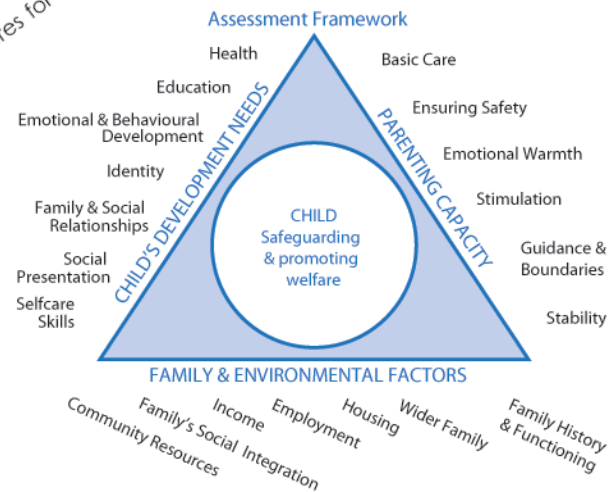 res for
Assessment Framework
Health
Education
Emotional & Behavioural
Development
Identity
Family & Social
Relationships
Social
Presentation
Selfcare
Skills
CHILD'S DEVELOPMENT NEEDS
CHILD
Safeguarding
& promoting
welfare
PARENTING CAPACITY
Basic Care
Ensuring Safety
Emotional Warmth
Stimulation
Guidance &
Boundaries
Stability
FAMILY & ENVIRONMENTAL FACTORS
Community Resources
Family's Social Integration
Income
Employment
Housing
Wider Family
Family History
& Functioning